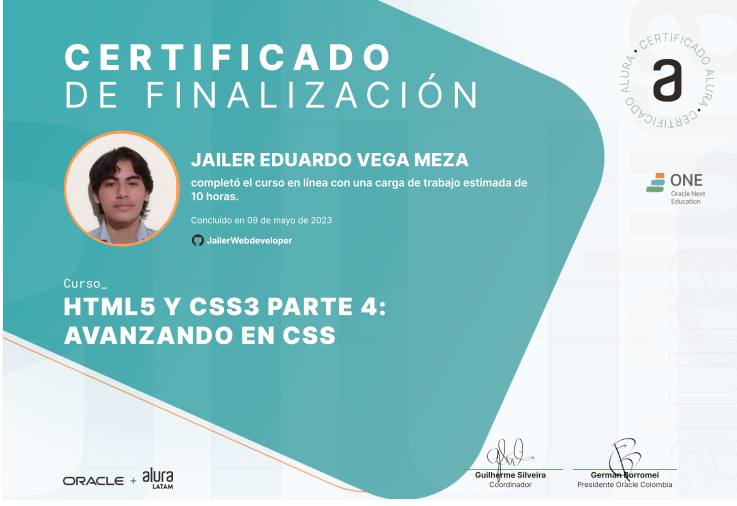 CERTIFICADO
DE FINALIZACIÓN
CERTIFICADO ALURA • CERTIFICADO ALURA •
a
JAILER EDUARDO VEGA MEZA
completó el curso en línea con una carga de trabajo estimada de
10 horas.
Concluído en 09 de mayo de 2023
JailerWebdeveloper
ONE
Oracle Next
Education
Curso_
HTML5 Y CSS3 PARTE 4:
AVANZANDO EN CSS
ORACLE + alura
LATAM
Guilherme Silveira
Coordinador
German Borromei
Presidente Oracle Colombia